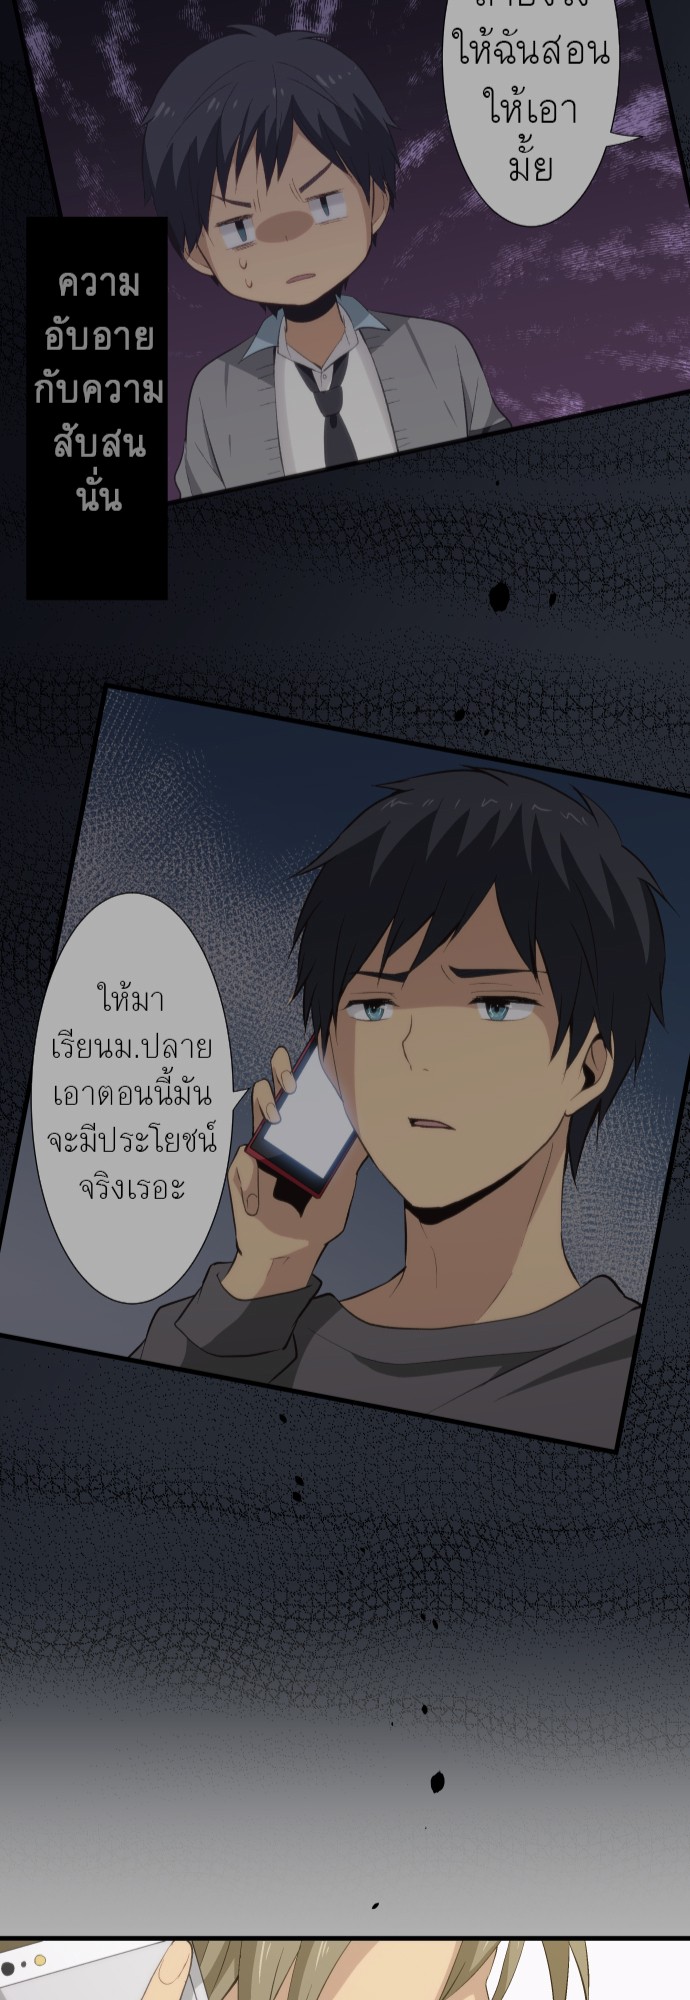 ให้ฉันสอน
ให้เอา
มั้ย
ความ
อับอาย
กับความ
สับสน
นั่น
ให้มา
เรียนม.ปลาย
เอาตอนนี้มัน
จะมีประโยชน์
จริงเรอะ